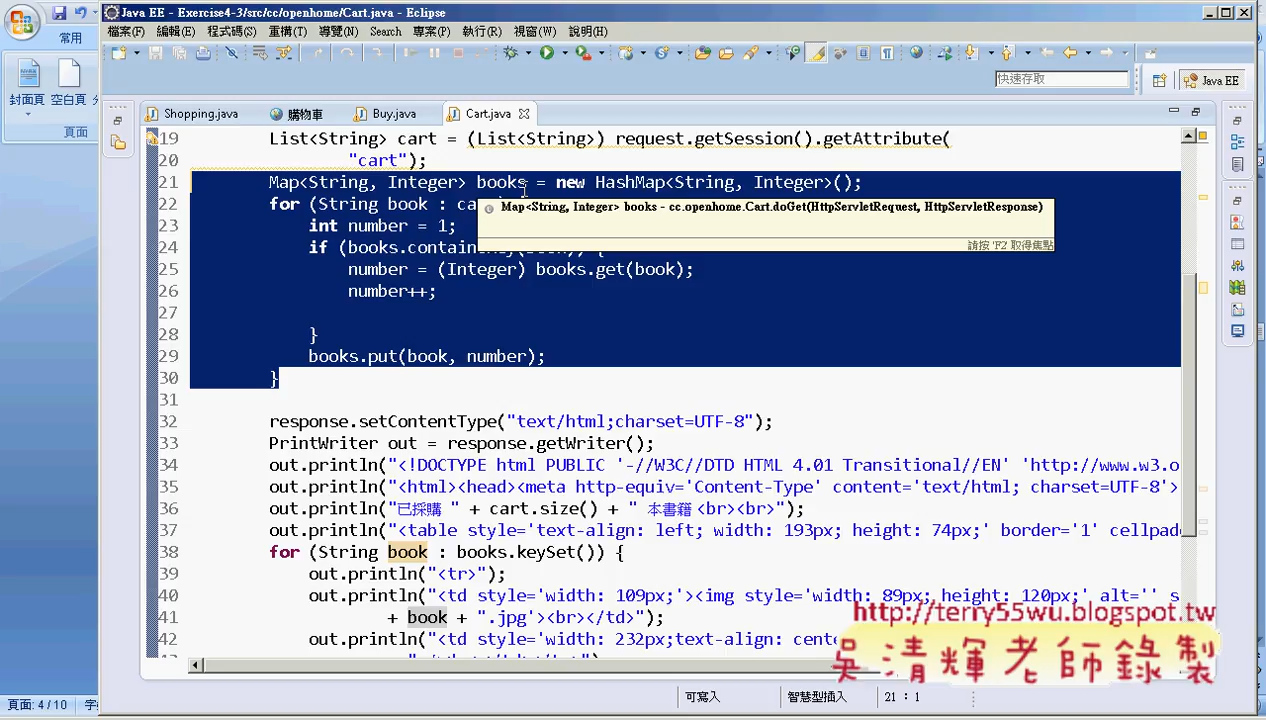 Java EE - Exercise4-3/src/cc/openhome/Cart.java - Eclipse
常用
檔案(F) 編輯(E) 程式碼(S) 重構(T) 導覽(N) Search 專案(P) 執行(R) 視窗(W) 說明(H)
封面頁 空白頁
頁面
快速存取
Java EE
Shopping.java 購物車 Buy.java Cart.java
19 List<String> cart = (List<String>) request.getSession().getAttribute(
20 "cart");
21 Map<String, Integer> books = new HashMap<String, Integer>();
22 for (String book : ca
Map<String, Integer> books - cc.openhome.Cart.doGet(HttpServletRequest, HttpServletResponse)
23 int number = 1;
請按 'F2' 取得焦點
24 if (books.containsKey(book)) {
25 number = (Integer) books.get(book);
26 number++;
27
28 }
29 books.put(book, number);
30 }
31
32 response.setContentType("text/html;charset=UTF-8");
33 PrintWriter out = response.getWriter();
34 out.println("<!DOCTYPE html PUBLIC '-//W3C//DTD HTML 4.01 Transitional//EN' 'http://www.w3.o
35 out.println("<html><head><meta http-equiv='Content-Type' content='text/html; charset=UTF-8'>
36 out.println("已採購 " + cart.size() + " 本書籍<br><br>");
37 out.println("<table style='text-align: left; width: 193px; height: 74px;' border='1' cellpad
38 for (String book : books.keySet()) {
39 out.println("<tr>");
40 out.println("<td style='width: 109px;'><img style='width: 89px; height: 120px;' alt='' s
41 + book + ".jpg'><br></td>");
42 out.println("<td style='width: 232px;text-align: cente
http://terry55wu.blogspot.tw
吳清輝老師錄製
頁面: 4/10
可寫入 智慧型插入 21 : 1